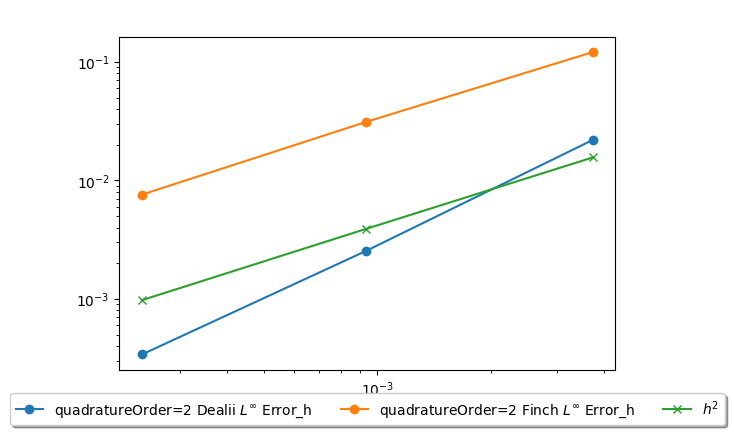 10⁻¹
10⁻²
10⁻³
10⁻³
quadratureOrder=2 Dealii L^∞ Error_h quadratureOrder=2 Finch L^∞ Error_h h²